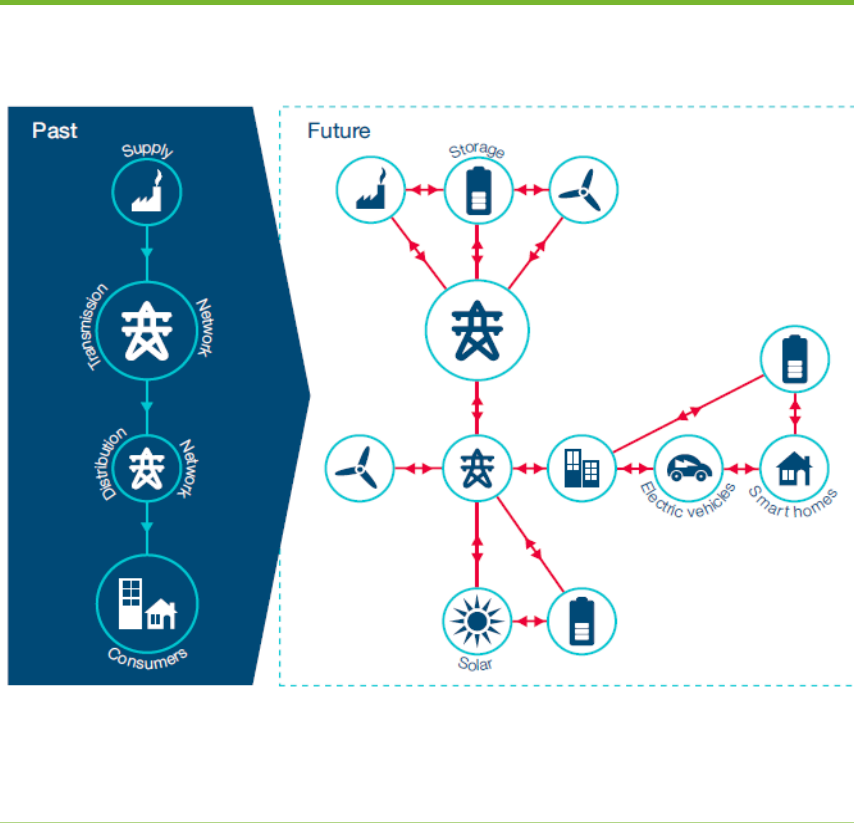 Past
Supply
Transmission
Network
Distribution
Network
Consumers
Future
Storage
Electric vehicles
Smart homes
Solar